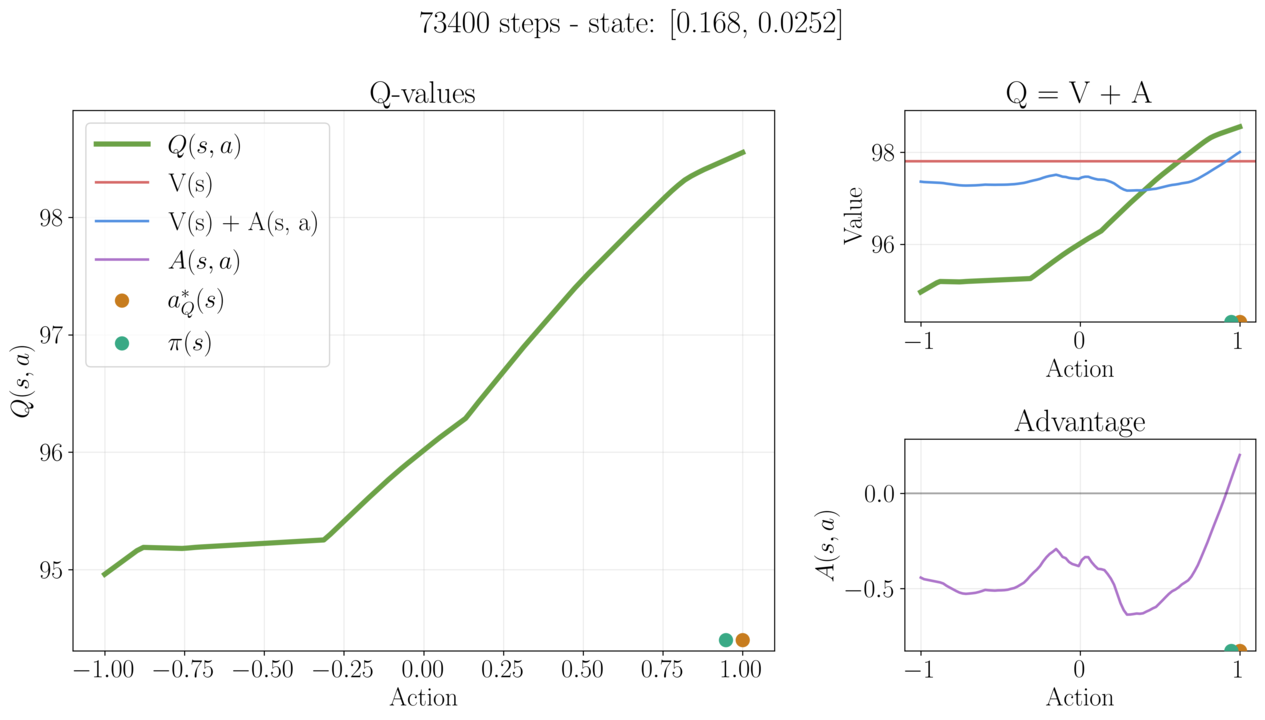 73400 steps - state: [0.168, 0.0252]
Q-values
Q(s, a)
V(s)
V(s) + A(s, a)
A(s, a)
a*_Q(s)
π(s)
98
97
96
95
Q(s, a)
−1.00 −0.75 −0.50 −0.25 0.00 0.25 0.50 0.75 1.00
Action
Q = V + A
98
96
Value
−1 0 1
Action
Advantage
0.0
−0.5
A(s, a)
−1 0 1
Action